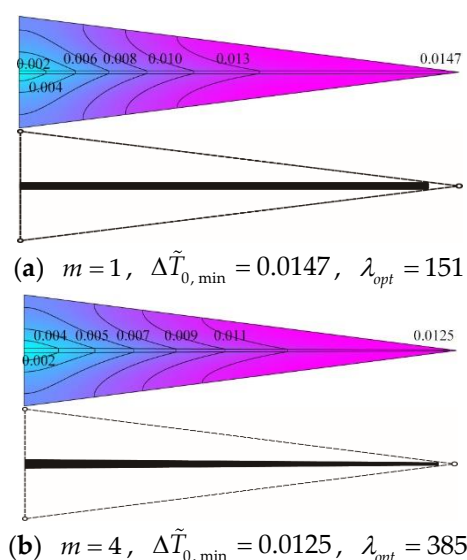 0.002 0.006 0.008 0.010 0.013 0.0147
0.004
(a) m = 1, ΔT̃₀, min = 0.0147, λopt = 151
0.004 0.005 0.007 0.009 0.011 0.0125
0.002
(b) m = 4, ΔT̃₀, min = 0.0125, λopt = 385